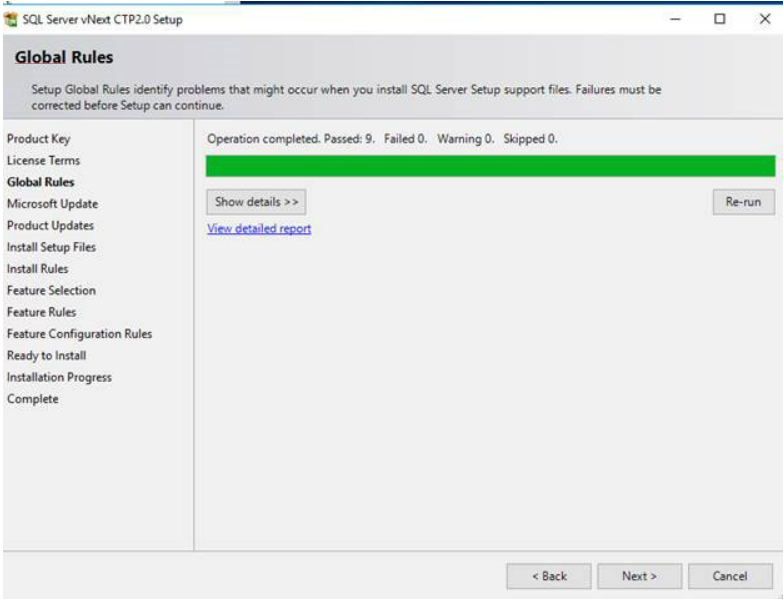 SQL Server vNext CTP2.0 Setup
Global Rules
Setup Global Rules identify problems that might occur when you install SQL Server Setup support files. Failures must be
corrected before Setup can continue.
Product Key
License Terms
Global Rules
Microsoft Update
Product Updates
Install Setup Files
Install Rules
Feature Selection
Feature Rules
Feature Configuration Rules
Ready to Install
Installation Progress
Complete
Operation completed. Passed: 9. Failed 0. Warning 0. Skipped 0.
Show details >>
Re-run
View detailed report
< Back
Next >
Cancel